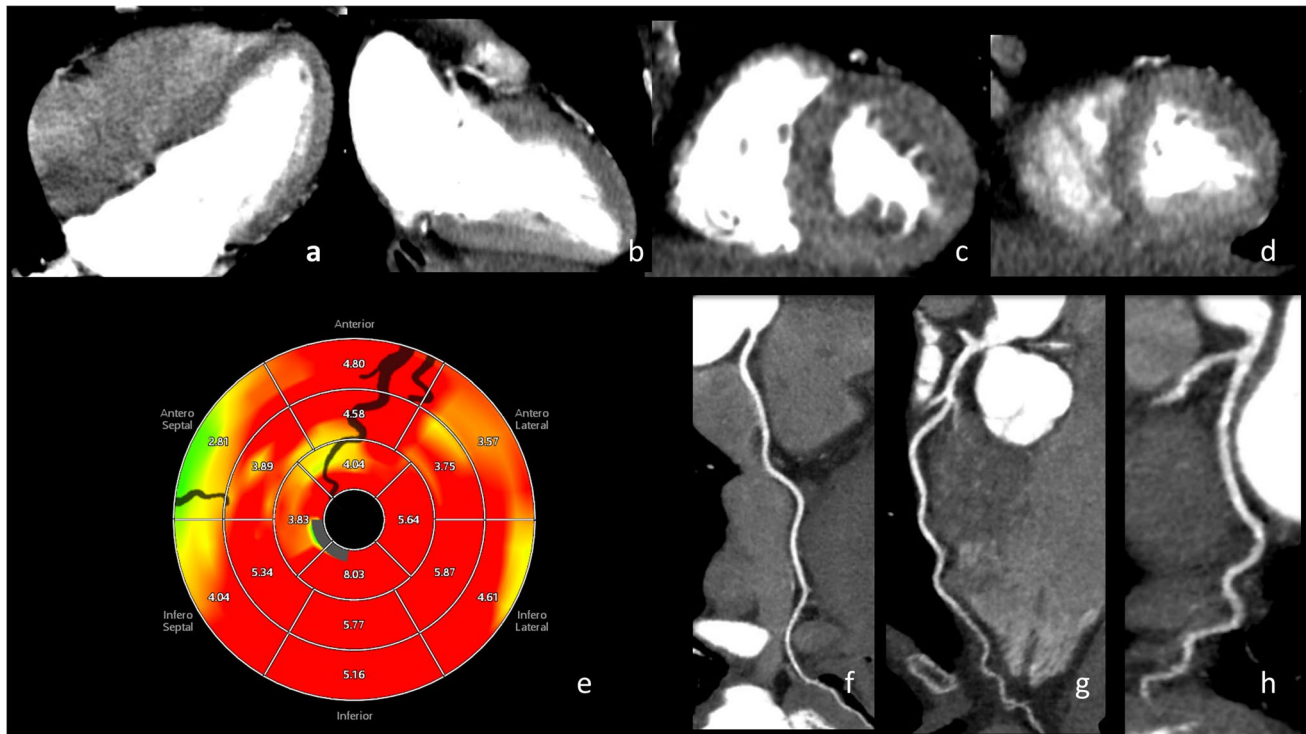 a
b
c
d
Anterior
4.80
Antero
Septal
Antero
Lateral
4.58
2.81
3.57
3.89
4.04
3.75
3.83
5.64
5.34
8.03
5.87
4.04
4.61
5.77
Infero
Septal
Infero
Lateral
5.16
Inferior
e
f
g
h